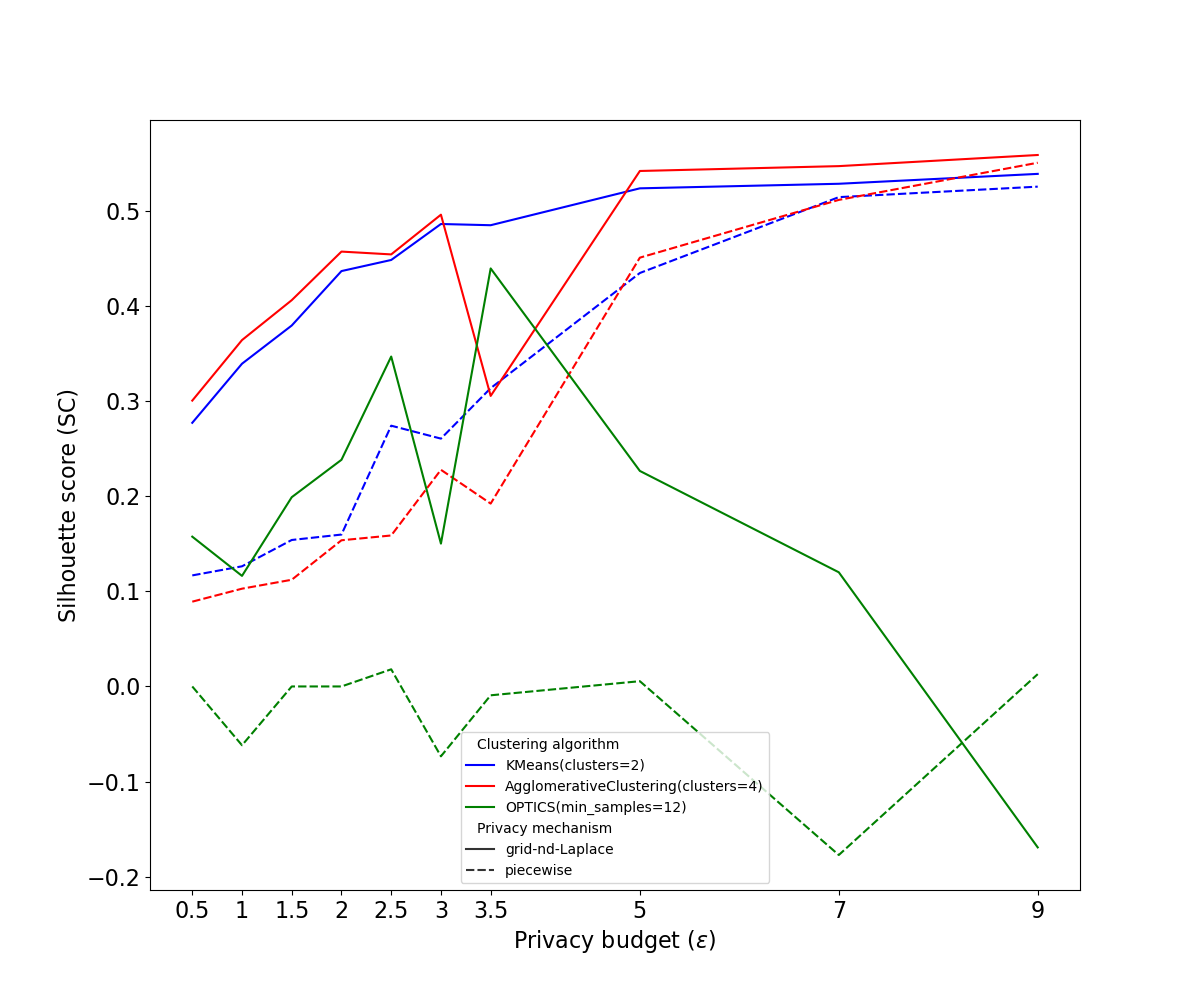 0.5
0.4
0.3
0.2
0.1
0.0
−0.1
−0.2
Silhouette score (SC)
Clustering algorithm
KMeans(clusters=2)
AgglomerativeClustering(clusters=4)
OPTICS(min_samples=12)
Privacy mechanism
grid-nd-Laplace
piecewise
0.5 1 1.5 2 2.5 3 3.5 5 7 9
Privacy budget (ε)